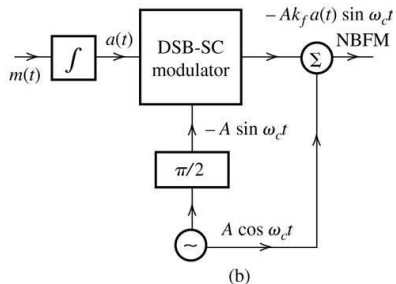 − Ak_f a(t) sin ω_c t
a(t)
DSB-SC
modulator
NBFM
∫
Σ
m(t)
− A sin ω_c t
π/2
A cos ω_c t
~
(b)